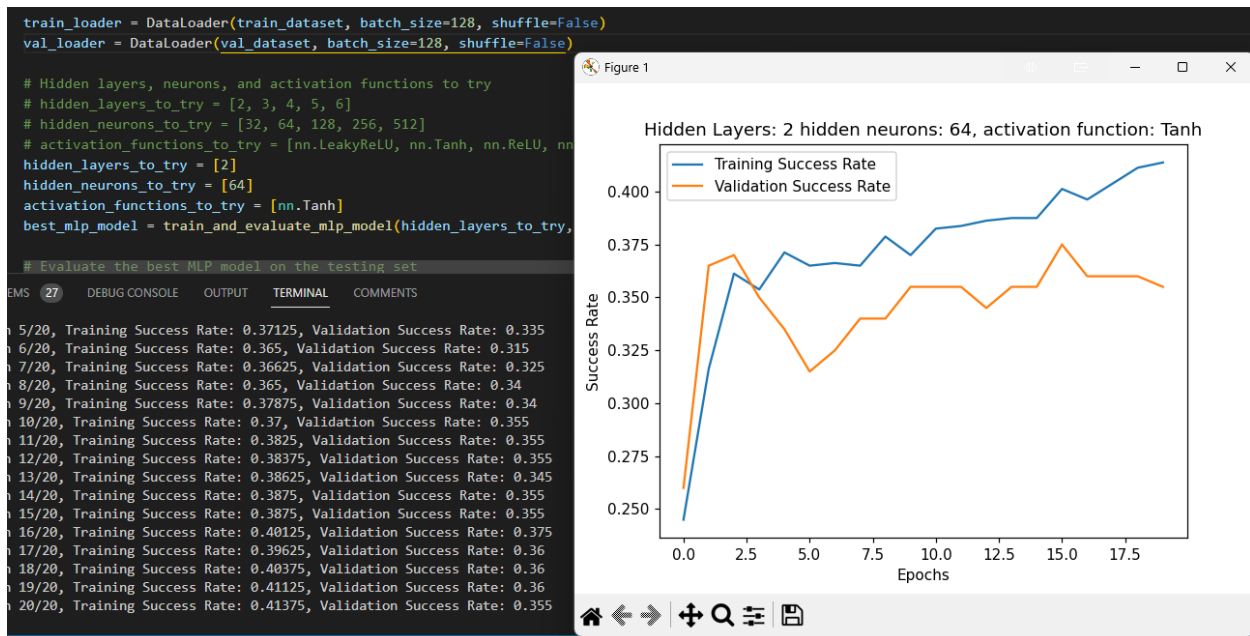 train_loader = DataLoader(train_dataset, batch_size=128, shuffle=False)
val_loader = DataLoader(val_dataset, batch_size=128, shuffle=False)
# Hidden layers, neurons, and activation functions to try
# hidden_layers_to_try = [2, 3, 4, 5, 6]
# hidden_neurons_to_try = [32, 64, 128, 256, 512]
# activation_functions_to_try = [nn.LeakyReLU, nn.Tanh, nn.ReLU, nn
hidden_layers_to_try = [2]
hidden_neurons_to_try = [64]
activation_functions_to_try = [nn.Tanh]
best_mlp_model = train_and_evaluate_mlp_model(hidden_layers_to_try,
# Evaluate the best MLP model on the testing set
EMS 27 DEBUG CONSOLE OUTPUT TERMINAL COMMENTS
h 5/20, Training Success Rate: 0.37125, Validation Success Rate: 0.335
h 6/20, Training Success Rate: 0.365, Validation Success Rate: 0.315
h 7/20, Training Success Rate: 0.36625, Validation Success Rate: 0.325
h 8/20, Training Success Rate: 0.365, Validation Success Rate: 0.34
h 9/20, Training Success Rate: 0.37875, Validation Success Rate: 0.34
h 10/20, Training Success Rate: 0.37, Validation Success Rate: 0.355
h 11/20, Training Success Rate: 0.3825, Validation Success Rate: 0.355
h 12/20, Training Success Rate: 0.38375, Validation Success Rate: 0.355
h 13/20, Training Success Rate: 0.38625, Validation Success Rate: 0.345
h 14/20, Training Success Rate: 0.3875, Validation Success Rate: 0.355
h 15/20, Training Success Rate: 0.3875, Validation Success Rate: 0.355
h 16/20, Training Success Rate: 0.40125, Validation Success Rate: 0.375
h 17/20, Training Success Rate: 0.39625, Validation Success Rate: 0.36
h 18/20, Training Success Rate: 0.40375, Validation Success Rate: 0.36
h 19/20, Training Success Rate: 0.41125, Validation Success Rate: 0.36
h 20/20, Training Success Rate: 0.41375, Validation Success Rate: 0.355
Figure 1
Hidden Layers: 2 hidden neurons: 64, activation function: Tanh
Training Success Rate
Validation Success Rate
0.400
0.375
0.350
0.325
0.300
0.275
0.250
Success Rate
0.0 2.5 5.0 7.5 10.0 12.5 15.0 17.5
Epochs